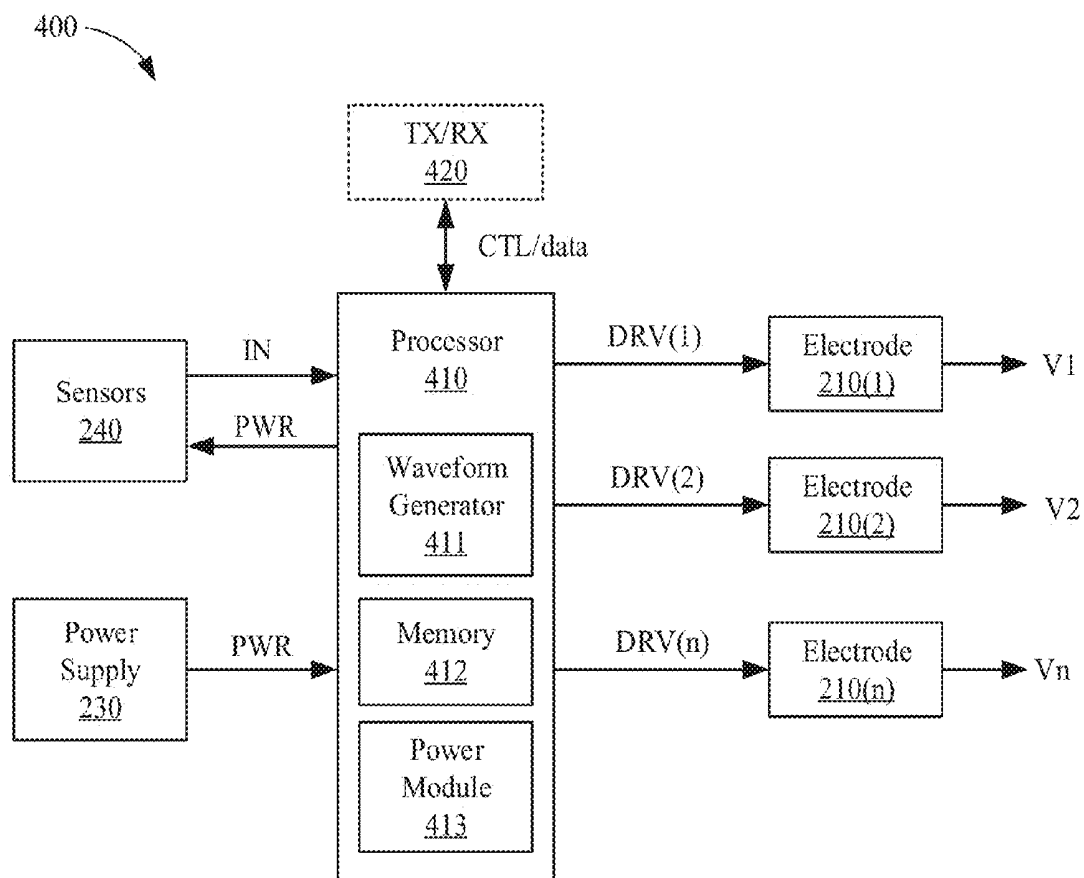 400
TX/RX
420
CTL/data
Processor
410
IN
Sensors
240
PWR
DRV(1)
Electrode
210(1)
V1
Waveform
Generator
411
DRV(2)
Electrode
210(2)
V2
Power
Supply
230
PWR
Memory
412
DRV(n)
Electrode
210(n)
Vn
Power
Module
413